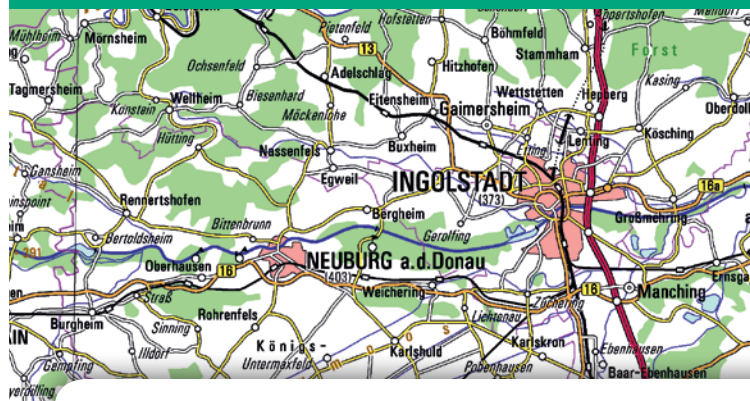 Hofstetten
Böhmfeld
Mühlheim
Mörnsheim
Pietenfeld
13
Stammham
Forst
Ochsenfeld
Adelschlag
Hitzhofen
Tagmersheim
Biesenhard
Wettstetten
Hepberg
Kasing
Konstein
Wellheim
Eitensheim
Gaimersheim
Möckenlohe
Hütting
Lenting
Kösching
Nassenfels
Buxheim
Etting
Gansheim
Egweil
INGOLSTADT
(373)
16a
Rennertshofen
Bergheim
Großmehring
Bittenbrunn
Gerolfing
Bertoldsheim
391
Oberhausen
16
NEUBURG a.d.Donau
(403)
Straß
Weichering
Zuchering
16
Manching
Burgheim
Rohrenfels
Lichtenau
Sinning
Königs-
m o o s
Karlskron
Illdorf
Untermaxfeld
Karlshuld
Ebenhausen
Gempfing
Pobenhausen
Baar-Ebenhausen